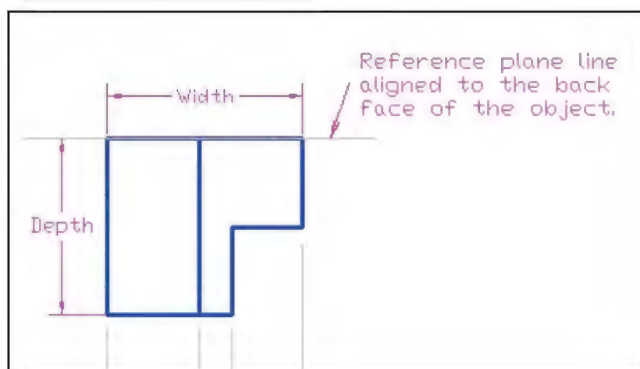 Reference plane line
aligned to the back
face of the object.
Width
Depth